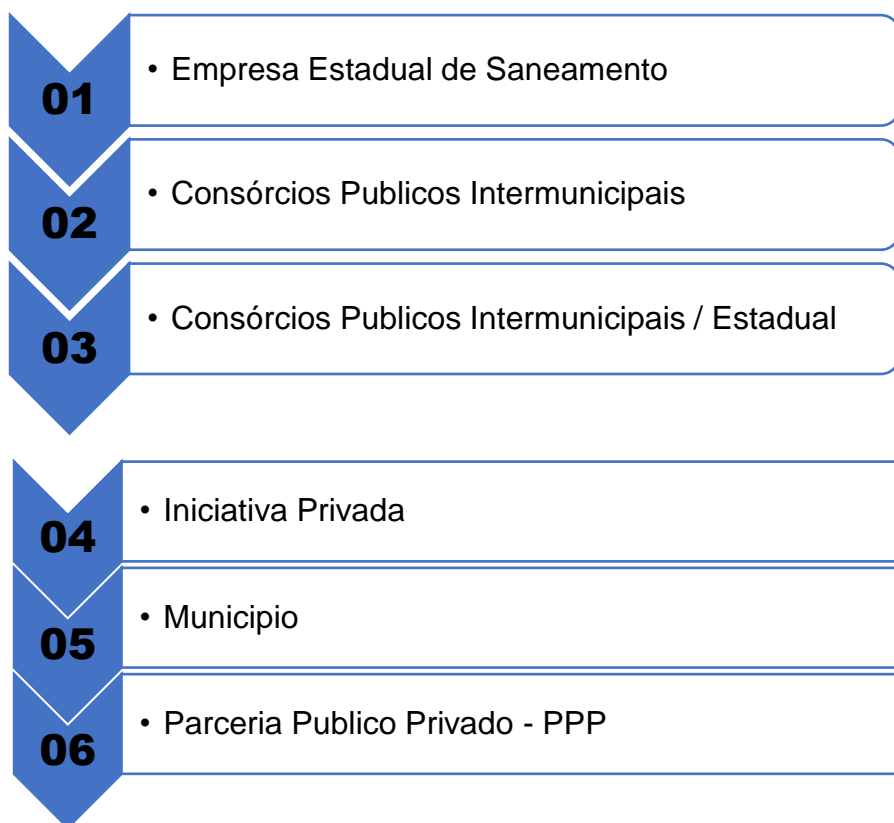 01
• Empresa Estadual de Saneamento
02
• Consórcios Publicos Intermunicipais
03
• Consórcios Publicos Intermunicipais / Estadual
04
• Iniciativa Privada
05
• Municipio
06
• Parceria Publico Privado - PPP